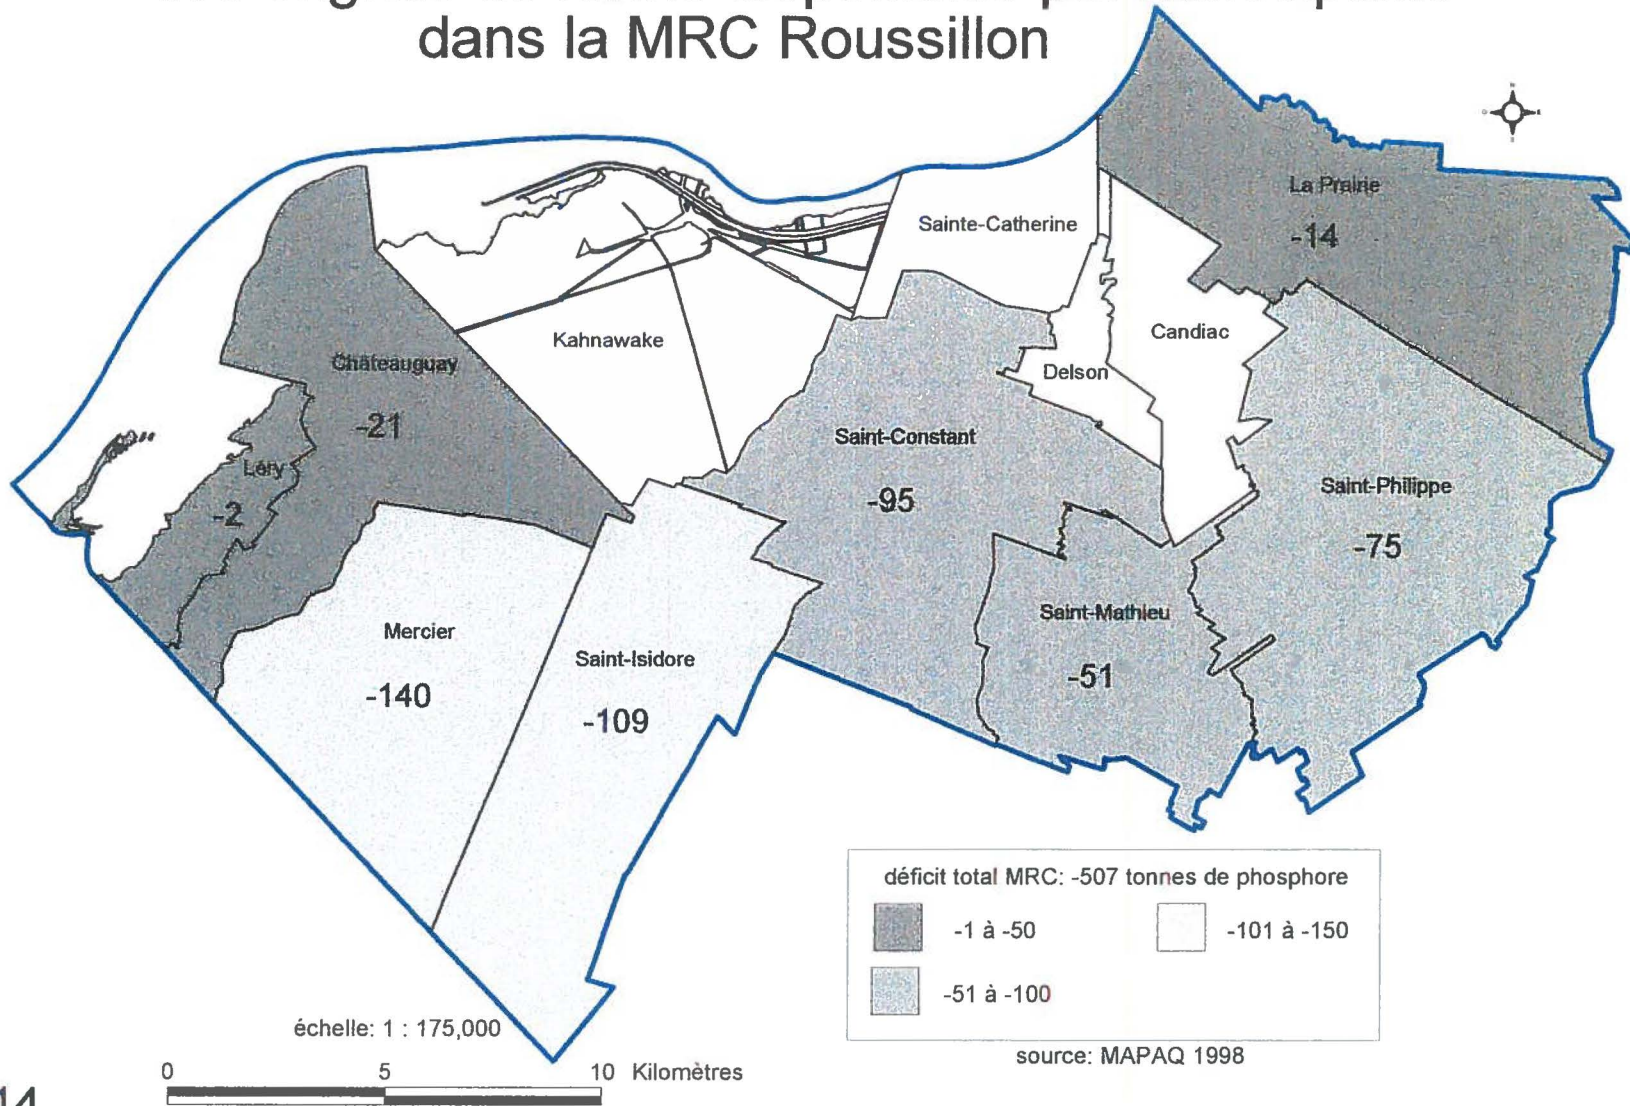 dans la MRC Roussillon
La Prairie
-14
Sainte-Catherine
Candiac
Kahnawake
Delson
Châteauguay
-21
Saint-Constant
-95
Léry
-2
Saint-Philippe
-75
Saint-Mathieu
-51
Mercier
-140
Saint-Isidore
-109
déficit total MRC: -507 tonnes de phosphore
-1 à -50
-101 à -150
-51 à -100
échelle: 1 : 175,000
source: MAPAQ 1998
0 5 10 Kilomètres